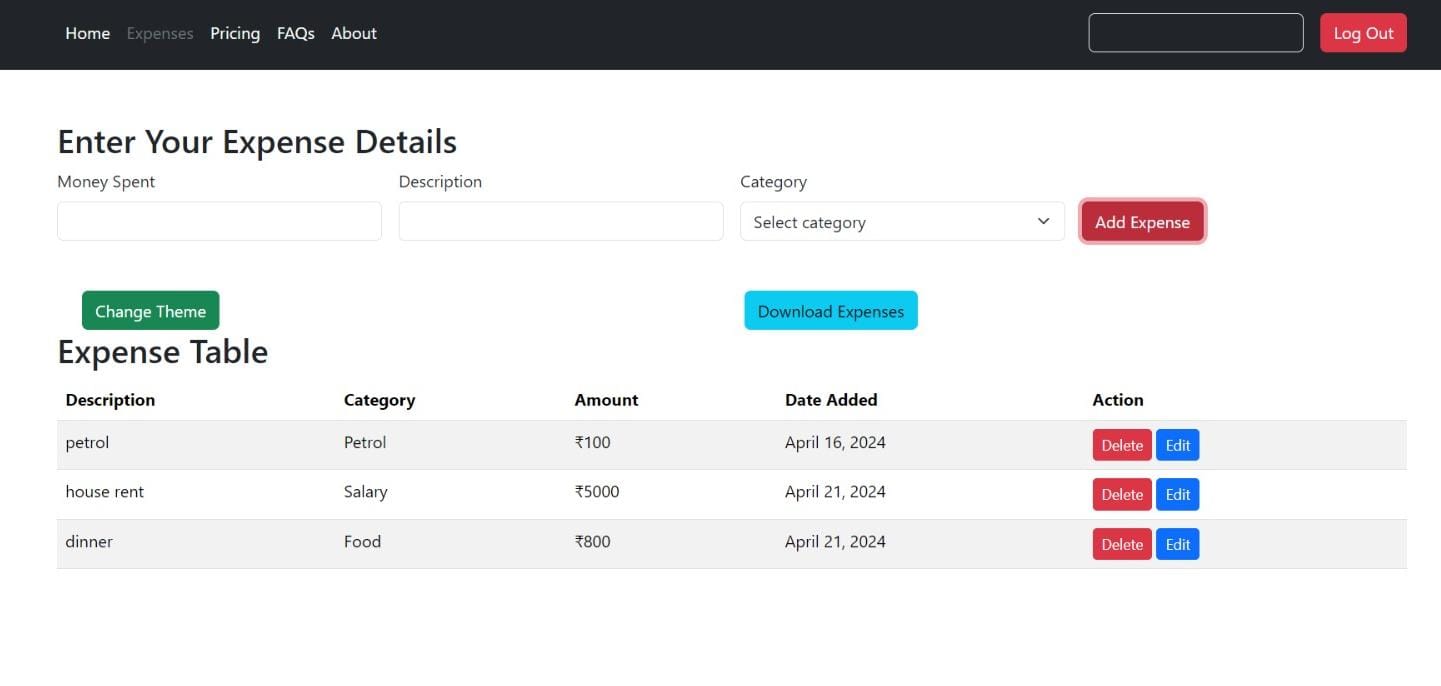 Home Expenses Pricing FAQs About Log Out
Enter Your Expense Details
Money Spent Description Category
Select category Add Expense
Change Theme Download Expenses
Expense Table
Description Category Amount Date Added Action
petrol Petrol ₹100 April 16, 2024 Delete Edit
house rent Salary ₹5000 April 21, 2024 Delete Edit
dinner Food ₹800 April 21, 2024 Delete Edit